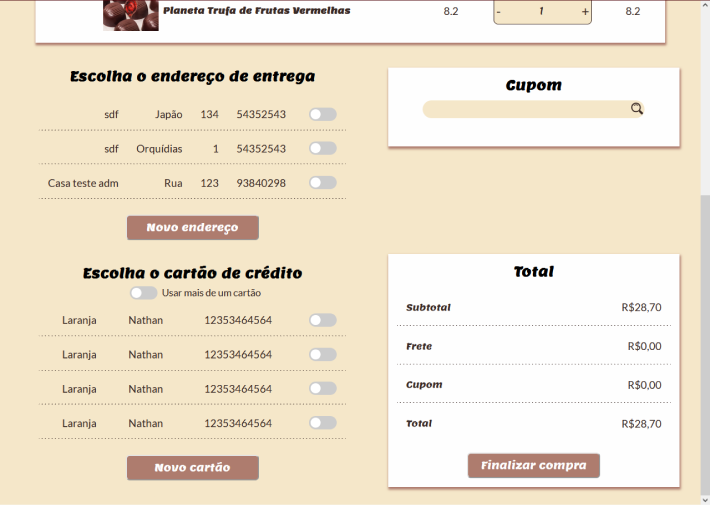 Planeta Trufa de Frutas Vermelhas 8.2 - 1 + 8.2
Escolha o endereço de entrega
sdf Japão 134 54352543
sdf Orquídias 1 54352543
Casa teste adm Rua 123 93840298
Novo endereço
Escolha o cartão de crédito
Usar mais de um cartão
Laranja Nathan 12353464564
Laranja Nathan 12353464564
Laranja Nathan 12353464564
Laranja Nathan 12353464564
Novo cartão
Cupom
Total
Subtotal R$28,70
Frete R$0,00
Cupom R$0,00
Total R$28,70
Finalizar compra